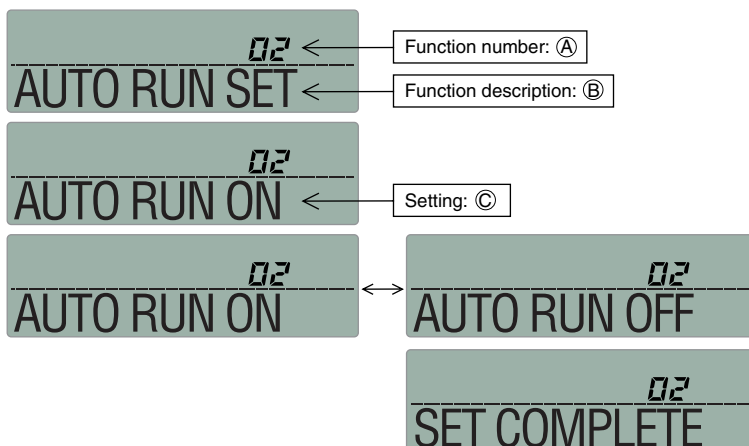 02
Function number: Ⓐ
AUTO RUN SET
Function description: Ⓑ
02
AUTO RUN ON
Setting: Ⓒ
02
AUTO RUN ON
02
AUTO RUN OFF
02
SET COMPLETE